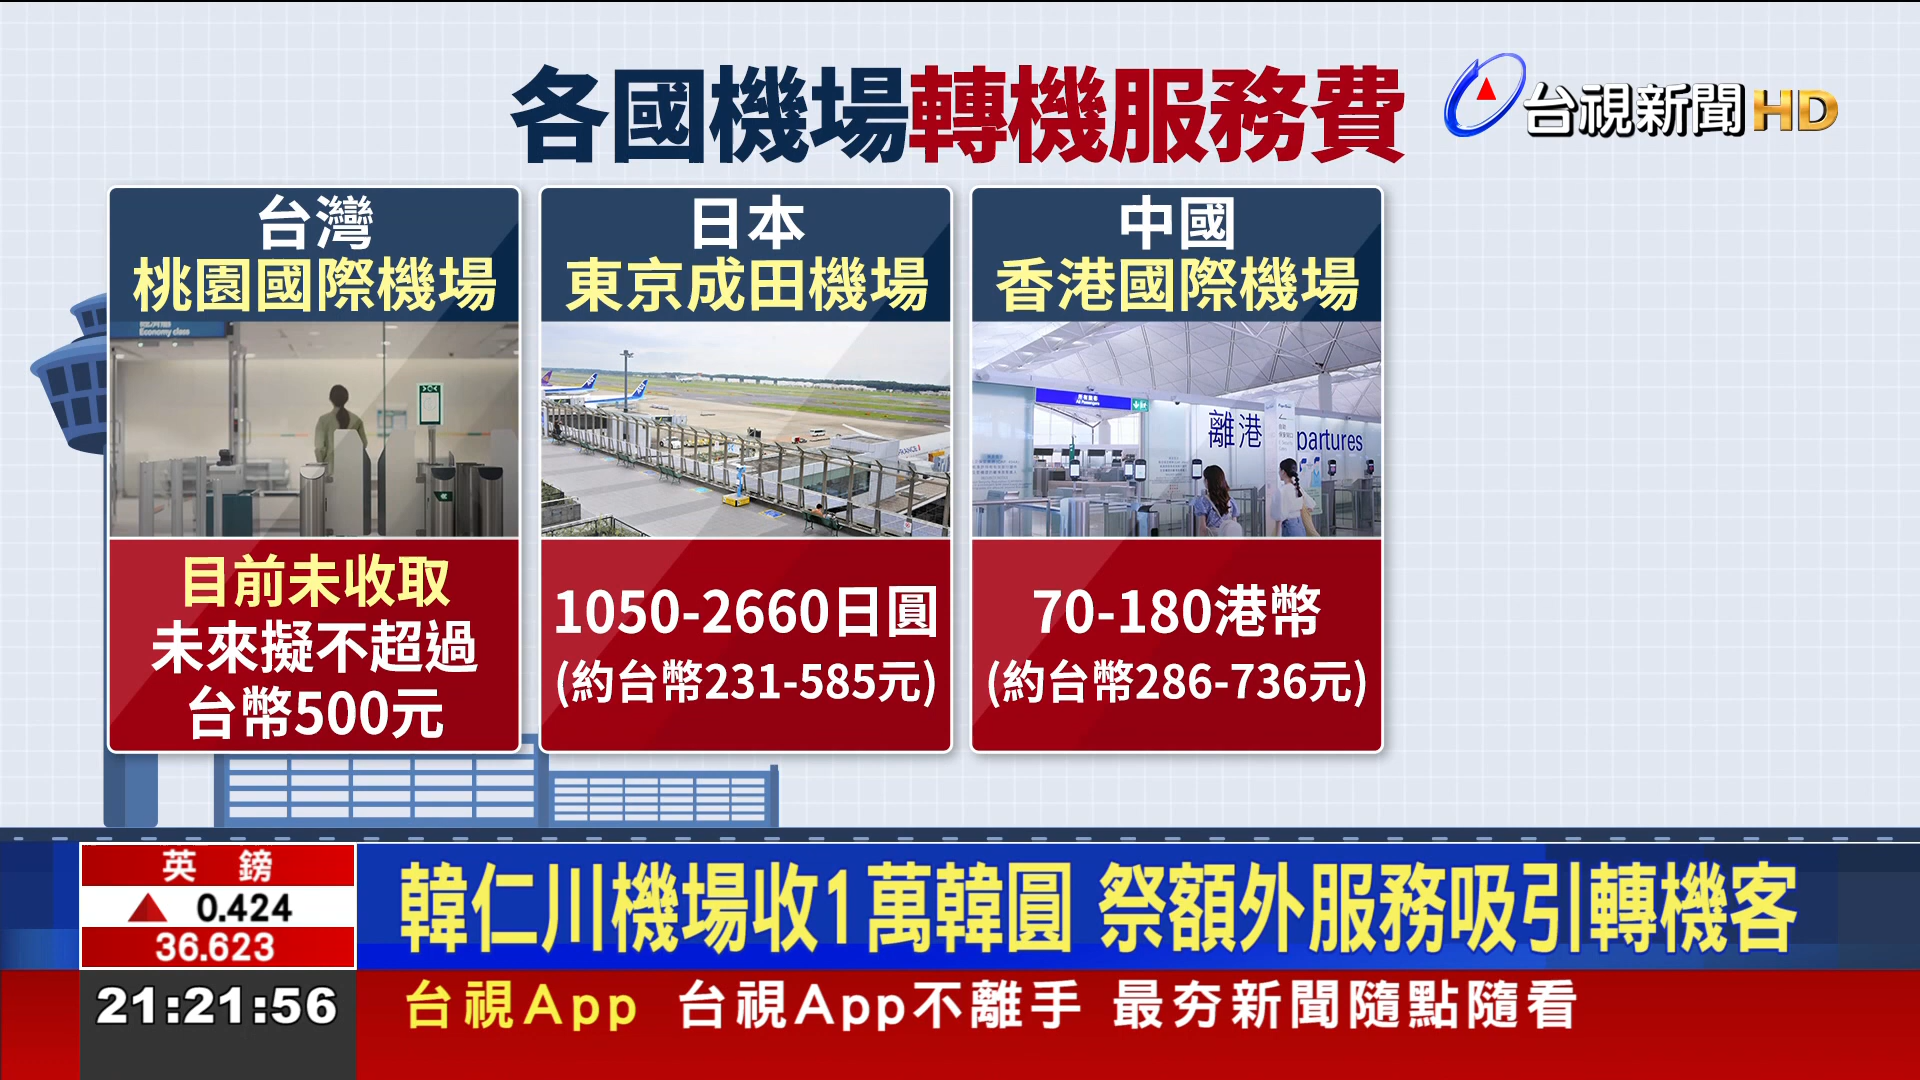 各國機場轉機服務費
台視新聞HD
台灣
桃園國際機場
Economy class
目前未收取
未來擬不超過
台幣500元
日本
東京成田機場
1050-2660日圓
(約台幣231-585元)
中國
香港國際機場
離港
partures
70-180港幣
(約台幣286-736元)
英鎊
▲ 0.424
36.623
韓仁川機場收1萬韓圓 祭額外服務吸引轉機客
21:21:56
台視App 台視App不離手 最夯新聞隨點隨看